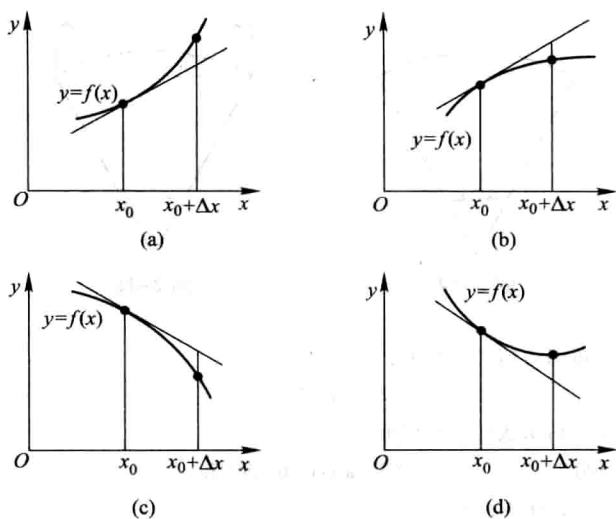 y
y
y=f(x)
y=f(x)
O
x₀
x₀+Δx
x
O
x₀
x₀+Δx
x
(a)
(b)
y
y
y=f(x)
y=f(x)
O
x₀
x₀+Δx
x
O
x₀
x₀+Δx
x
(c)
(d)